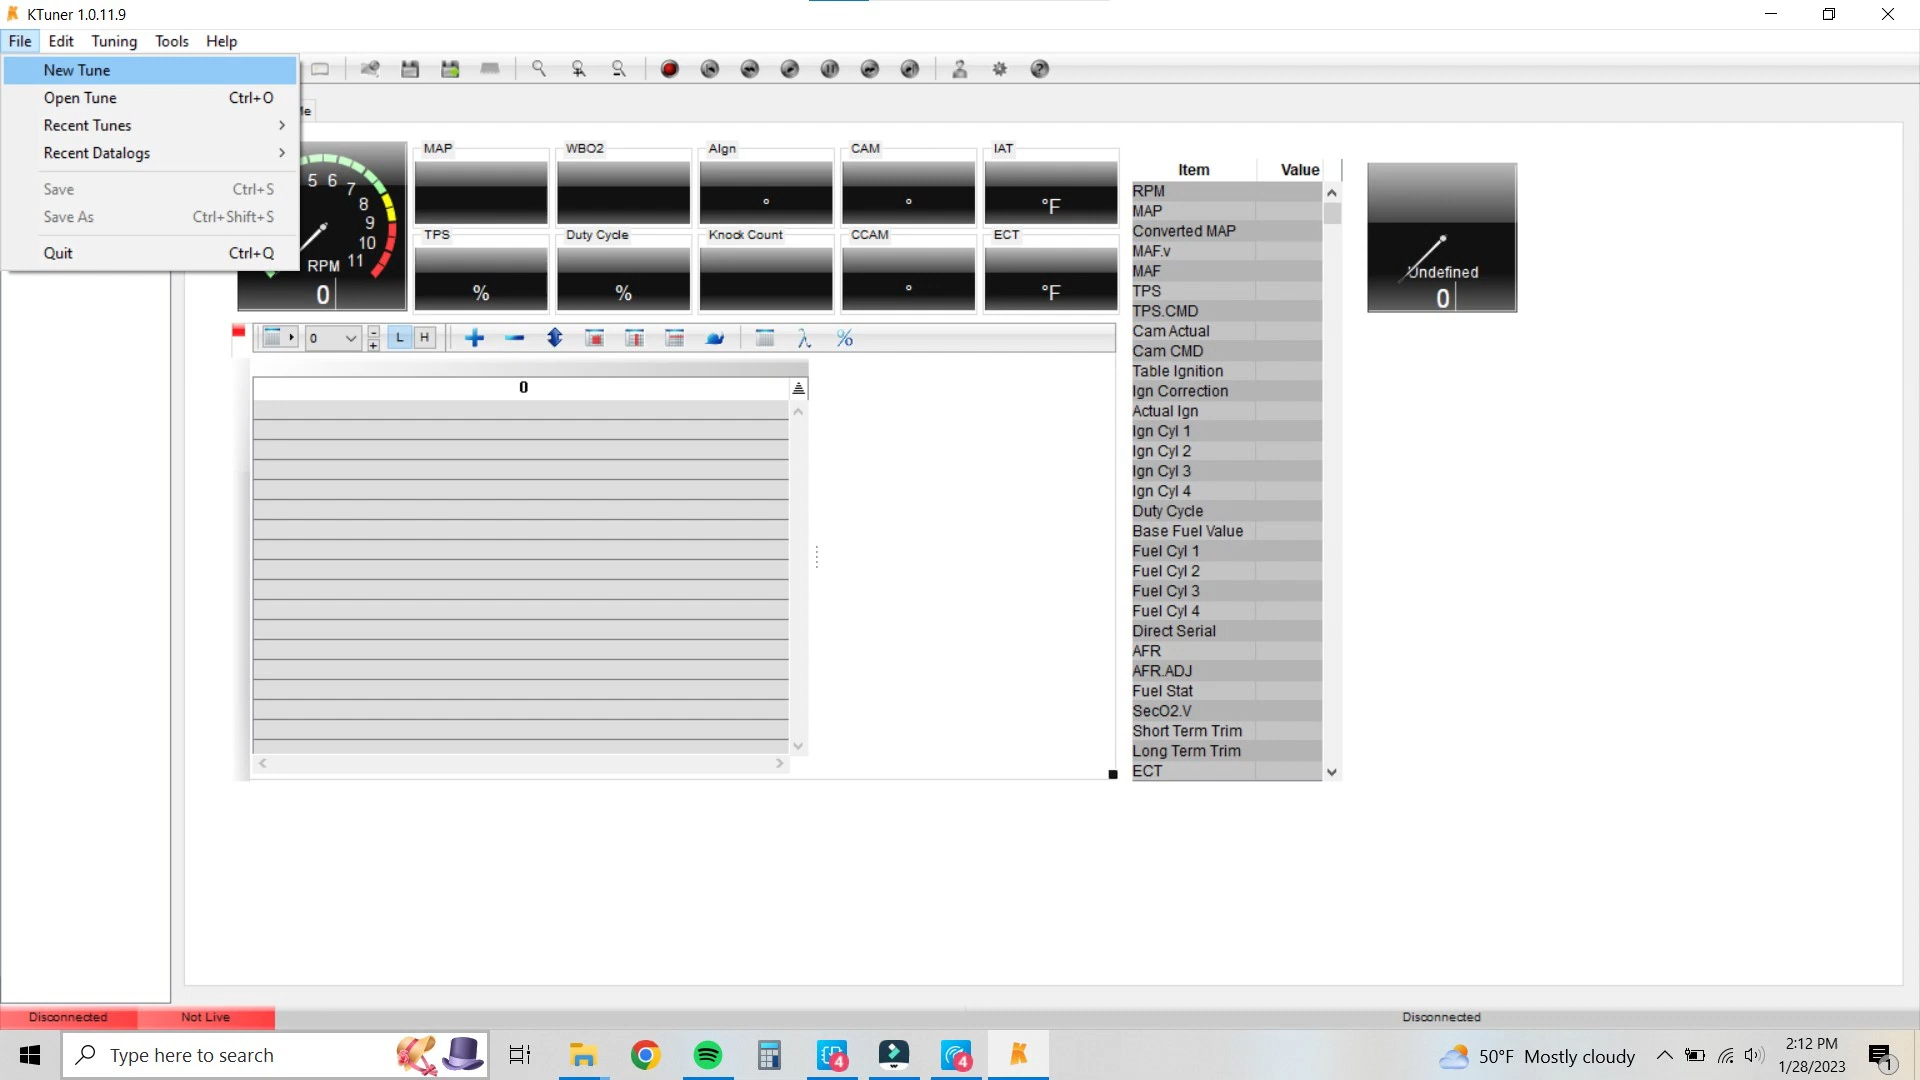 KTuner 1.0.11.9
File Edit Tuning Tools Help
New Tune
Open Tune Ctrl+O
Recent Tunes
Recent Datalogs
Save Ctrl+S
Save As Ctrl+Shift+S
Quit Ctrl+Q
5 6 7 8 9 10 11
RPM
0
MAP WBO2 AIgn CAM IAT
° ° °F
TPS Duty Cycle Knock Count CCAM ECT
% % ° °F
0 - + L H λ %
0
Item Value
RPM
MAP
Converted MAP
MAF.v
MAF
TPS
TPS.CMD
Cam Actual
Cam CMD
Table Ignition
Ign Correction
Actual Ign
Ign Cyl 1
Ign Cyl 2
Ign Cyl 3
Ign Cyl 4
Duty Cycle
Base Fuel Value
Fuel Cyl 1
Fuel Cyl 2
Fuel Cyl 3
Fuel Cyl 4
Direct Serial
AFR
AFR.ADJ
Fuel Stat
SecO2.V
Short Term Trim
Long Term Trim
ECT
Undefined
0
Disconnected Not Live Disconnected
Type here to search
4 4
50°F Mostly cloudy
2:12 PM
1/28/2023
1